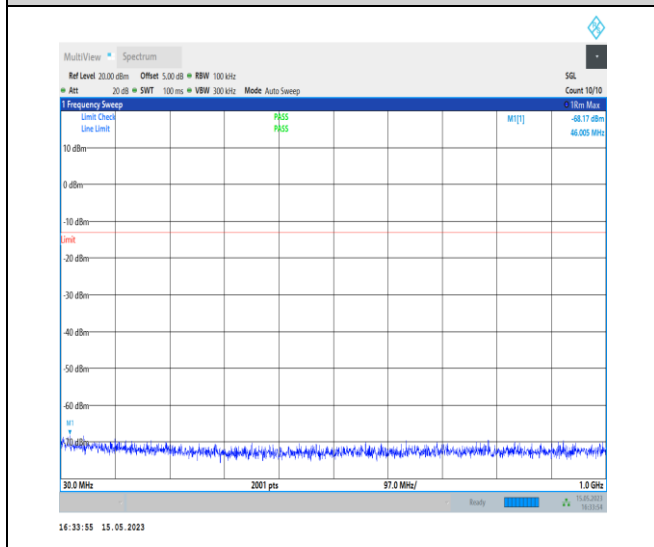 MultiView Spectrum
Ref Level 20.00 dBm Offset 5.00 dB RBW 100 kHz SGL
Att 20 dB SWT 100 ms VBW 300 kHz Mode Auto Sweep Count 10/10
1 Frequency Sweep 1Rm Max
Limit Check PASS M1[1] -68.17 dBm
Line Limit PASS 46.005 MHz
10 dBm
0 dBm
-10 dBm
Limit
-20 dBm
-30 dBm
-40 dBm
-50 dBm
-60 dBm
M1
-70 dBm
30.0 MHz 2001 pts 97.0 MHz/ 1.0 GHz
Ready 15.05.2023
16:33:54
16:33:55 15.05.2023